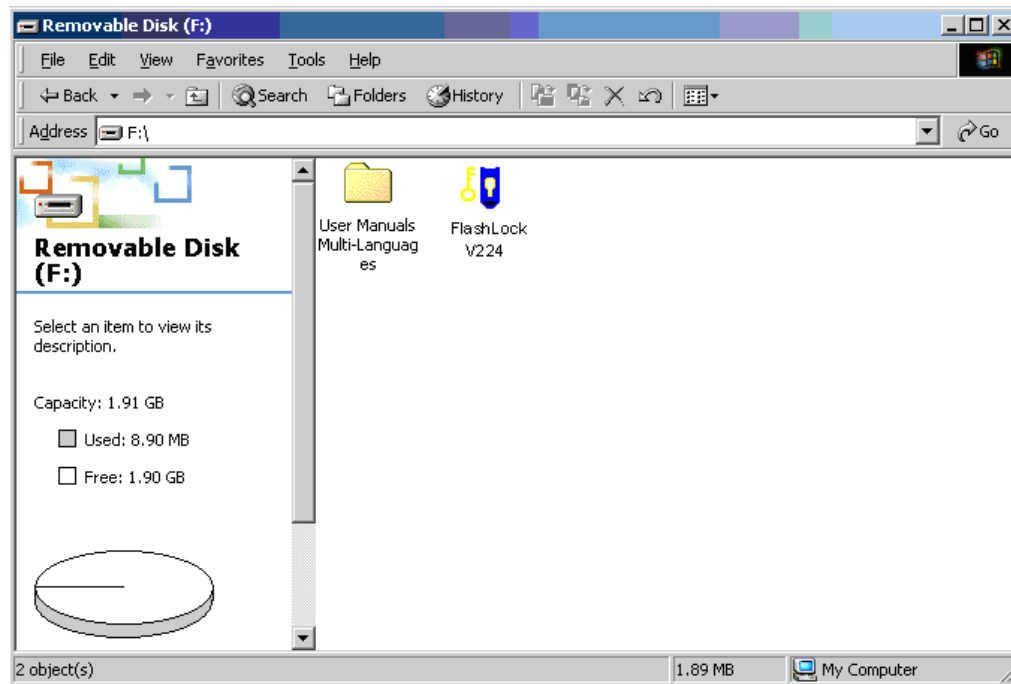 Removable Disk (F:)
File Edit View Favorites Tools Help
Back Search Folders History
Address F:\ Go
Removable Disk
(F:)
Select an item to view its
description.
Capacity: 1.91 GB
Used: 8.90 MB
Free: 1.90 GB
User Manuals
Multi-Languag
es
FlashLock
V224
2 object(s) 1.89 MB My Computer